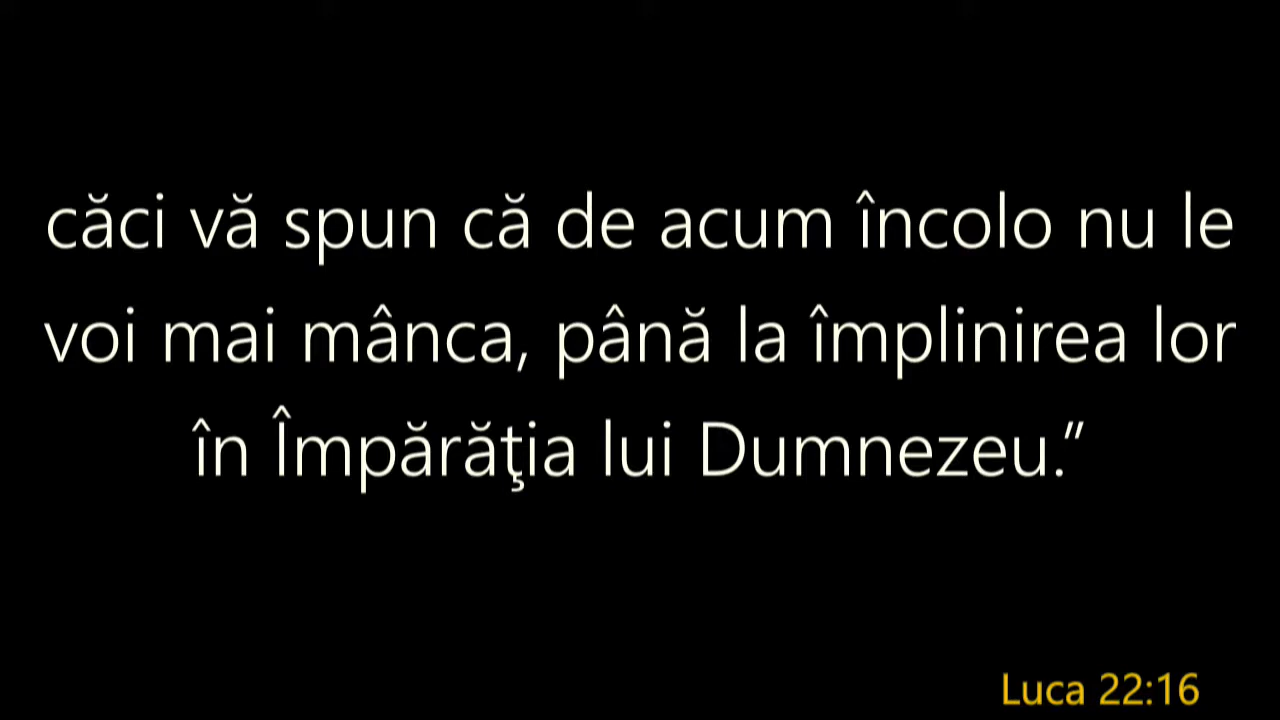 căci vă spun că de acum încolo nu le
voi mai mânca, până la împlinirea lor
în Împărăţia lui Dumnezeu.”
Luca 22:16